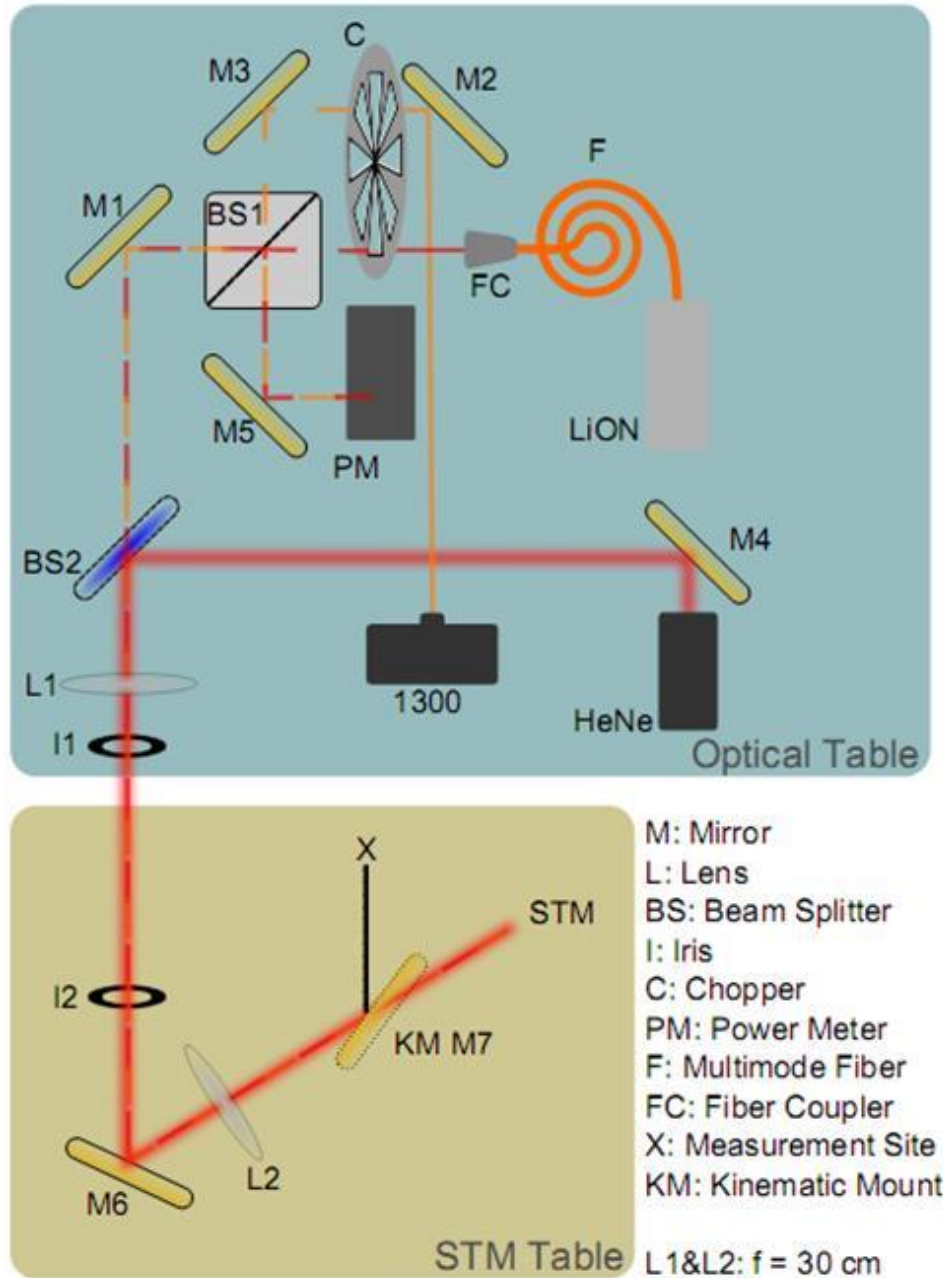 C
M3
M2
F
M1
BS1
FC
M5
PM
LiON
M4
BS2
L1
1300
HeNe
I1
Optical Table
X
STM
I2
KM M7
L2
M6
STM Table
M: Mirror
L: Lens
BS: Beam Splitter
I: Iris
C: Chopper
PM: Power Meter
F: Multimode Fiber
FC: Fiber Coupler
X: Measurement Site
KM: Kinematic Mount
L1&L2: f = 30 cm